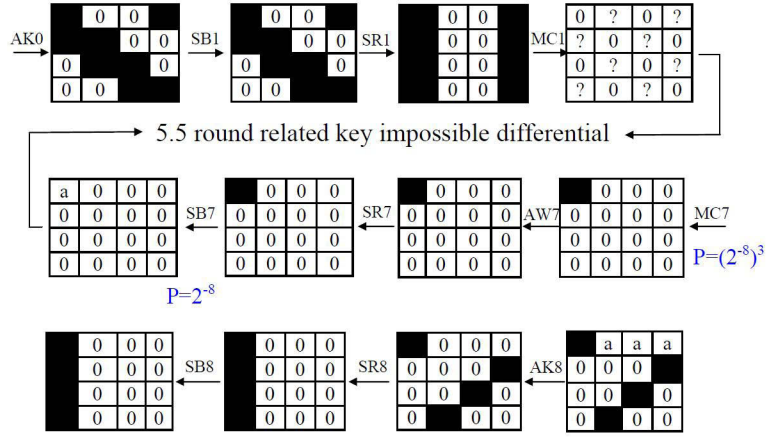 0 0 0 0 0 0 0 ? 0 ?
AK0 SB1 SR1 MC1
0 0 0 0 0 0 ? 0 ? 0
0 0 0 0 0 0 0 ? 0 ?
0 0 0 0 0 0 ? 0 ? 0
5.5 round related key impossible differential
a 0 0 0 0 0 0 0 0 0 0 0 0
SB7 SR7 AW7 MC7
0 0 0 0 0 0 0 0 0 0 0 0 0 0 0 0
0 0 0 0 0 0 0 0 0 0 0 0 0 0 0 0
0 0 0 0 0 0 0 0 0 0 0 0 0 0 0 0
P=(2⁻⁸)³
P=2⁻⁸
0 0 0 0 0 0 0 0 0 a a a
SB8 SR8 AK8
0 0 0 0 0 0 0 0 0 0 0 0
0 0 0 0 0 0 0 0 0 0 0 0
0 0 0 0 0 0 0 0 0 0 0 0